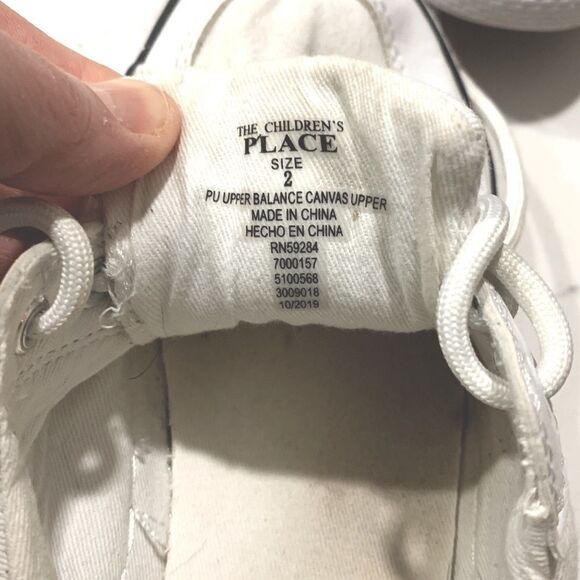 THE CHILDREN'S
PLACE
SIZE
2
PU UPPER BALANCE CANVAS UPPER
MADE IN CHINA
HECHO EN CHINA
RN59284
7000157
5100568
3009018
10/2019